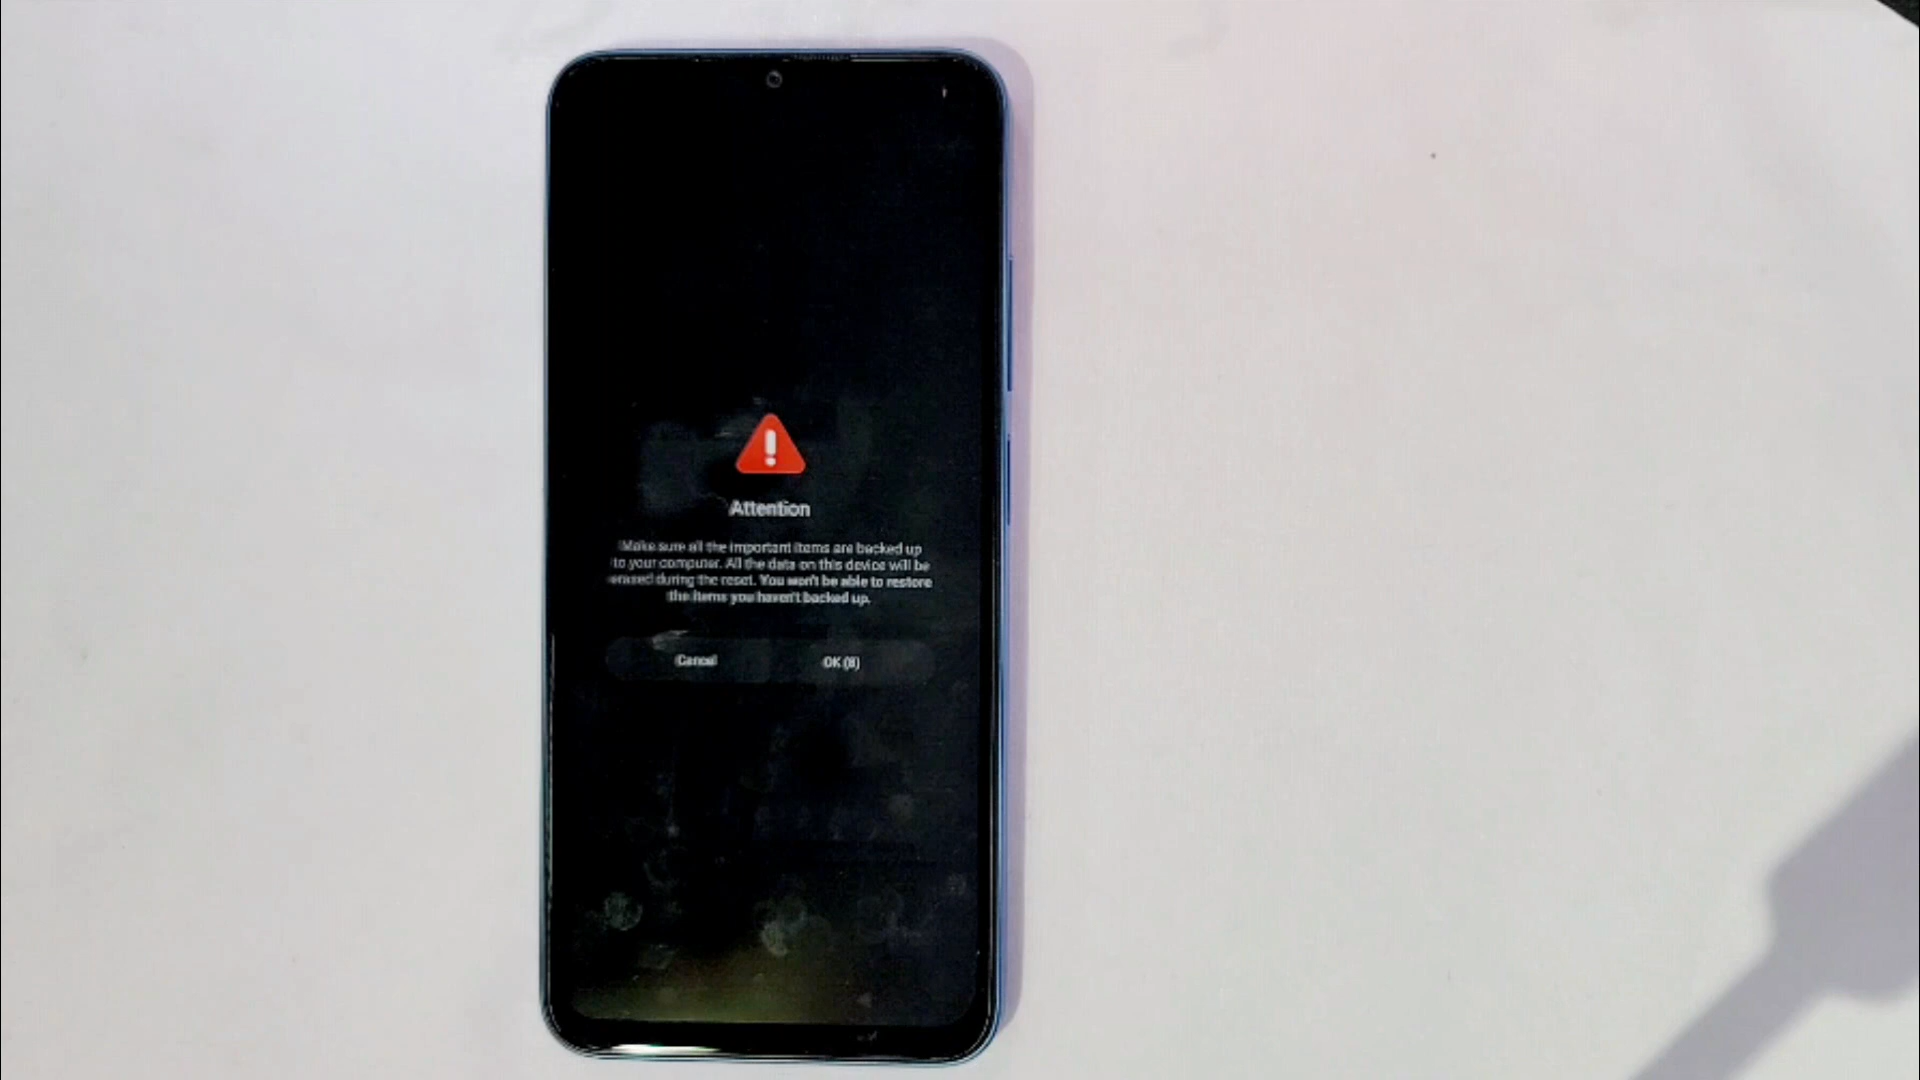 Attention
Make sure all the important items are backed up
to your computer. All the data on this device will be
erased during the reset. You won't be able to restore
the items you haven't backed up.
Cancel
OK (8)